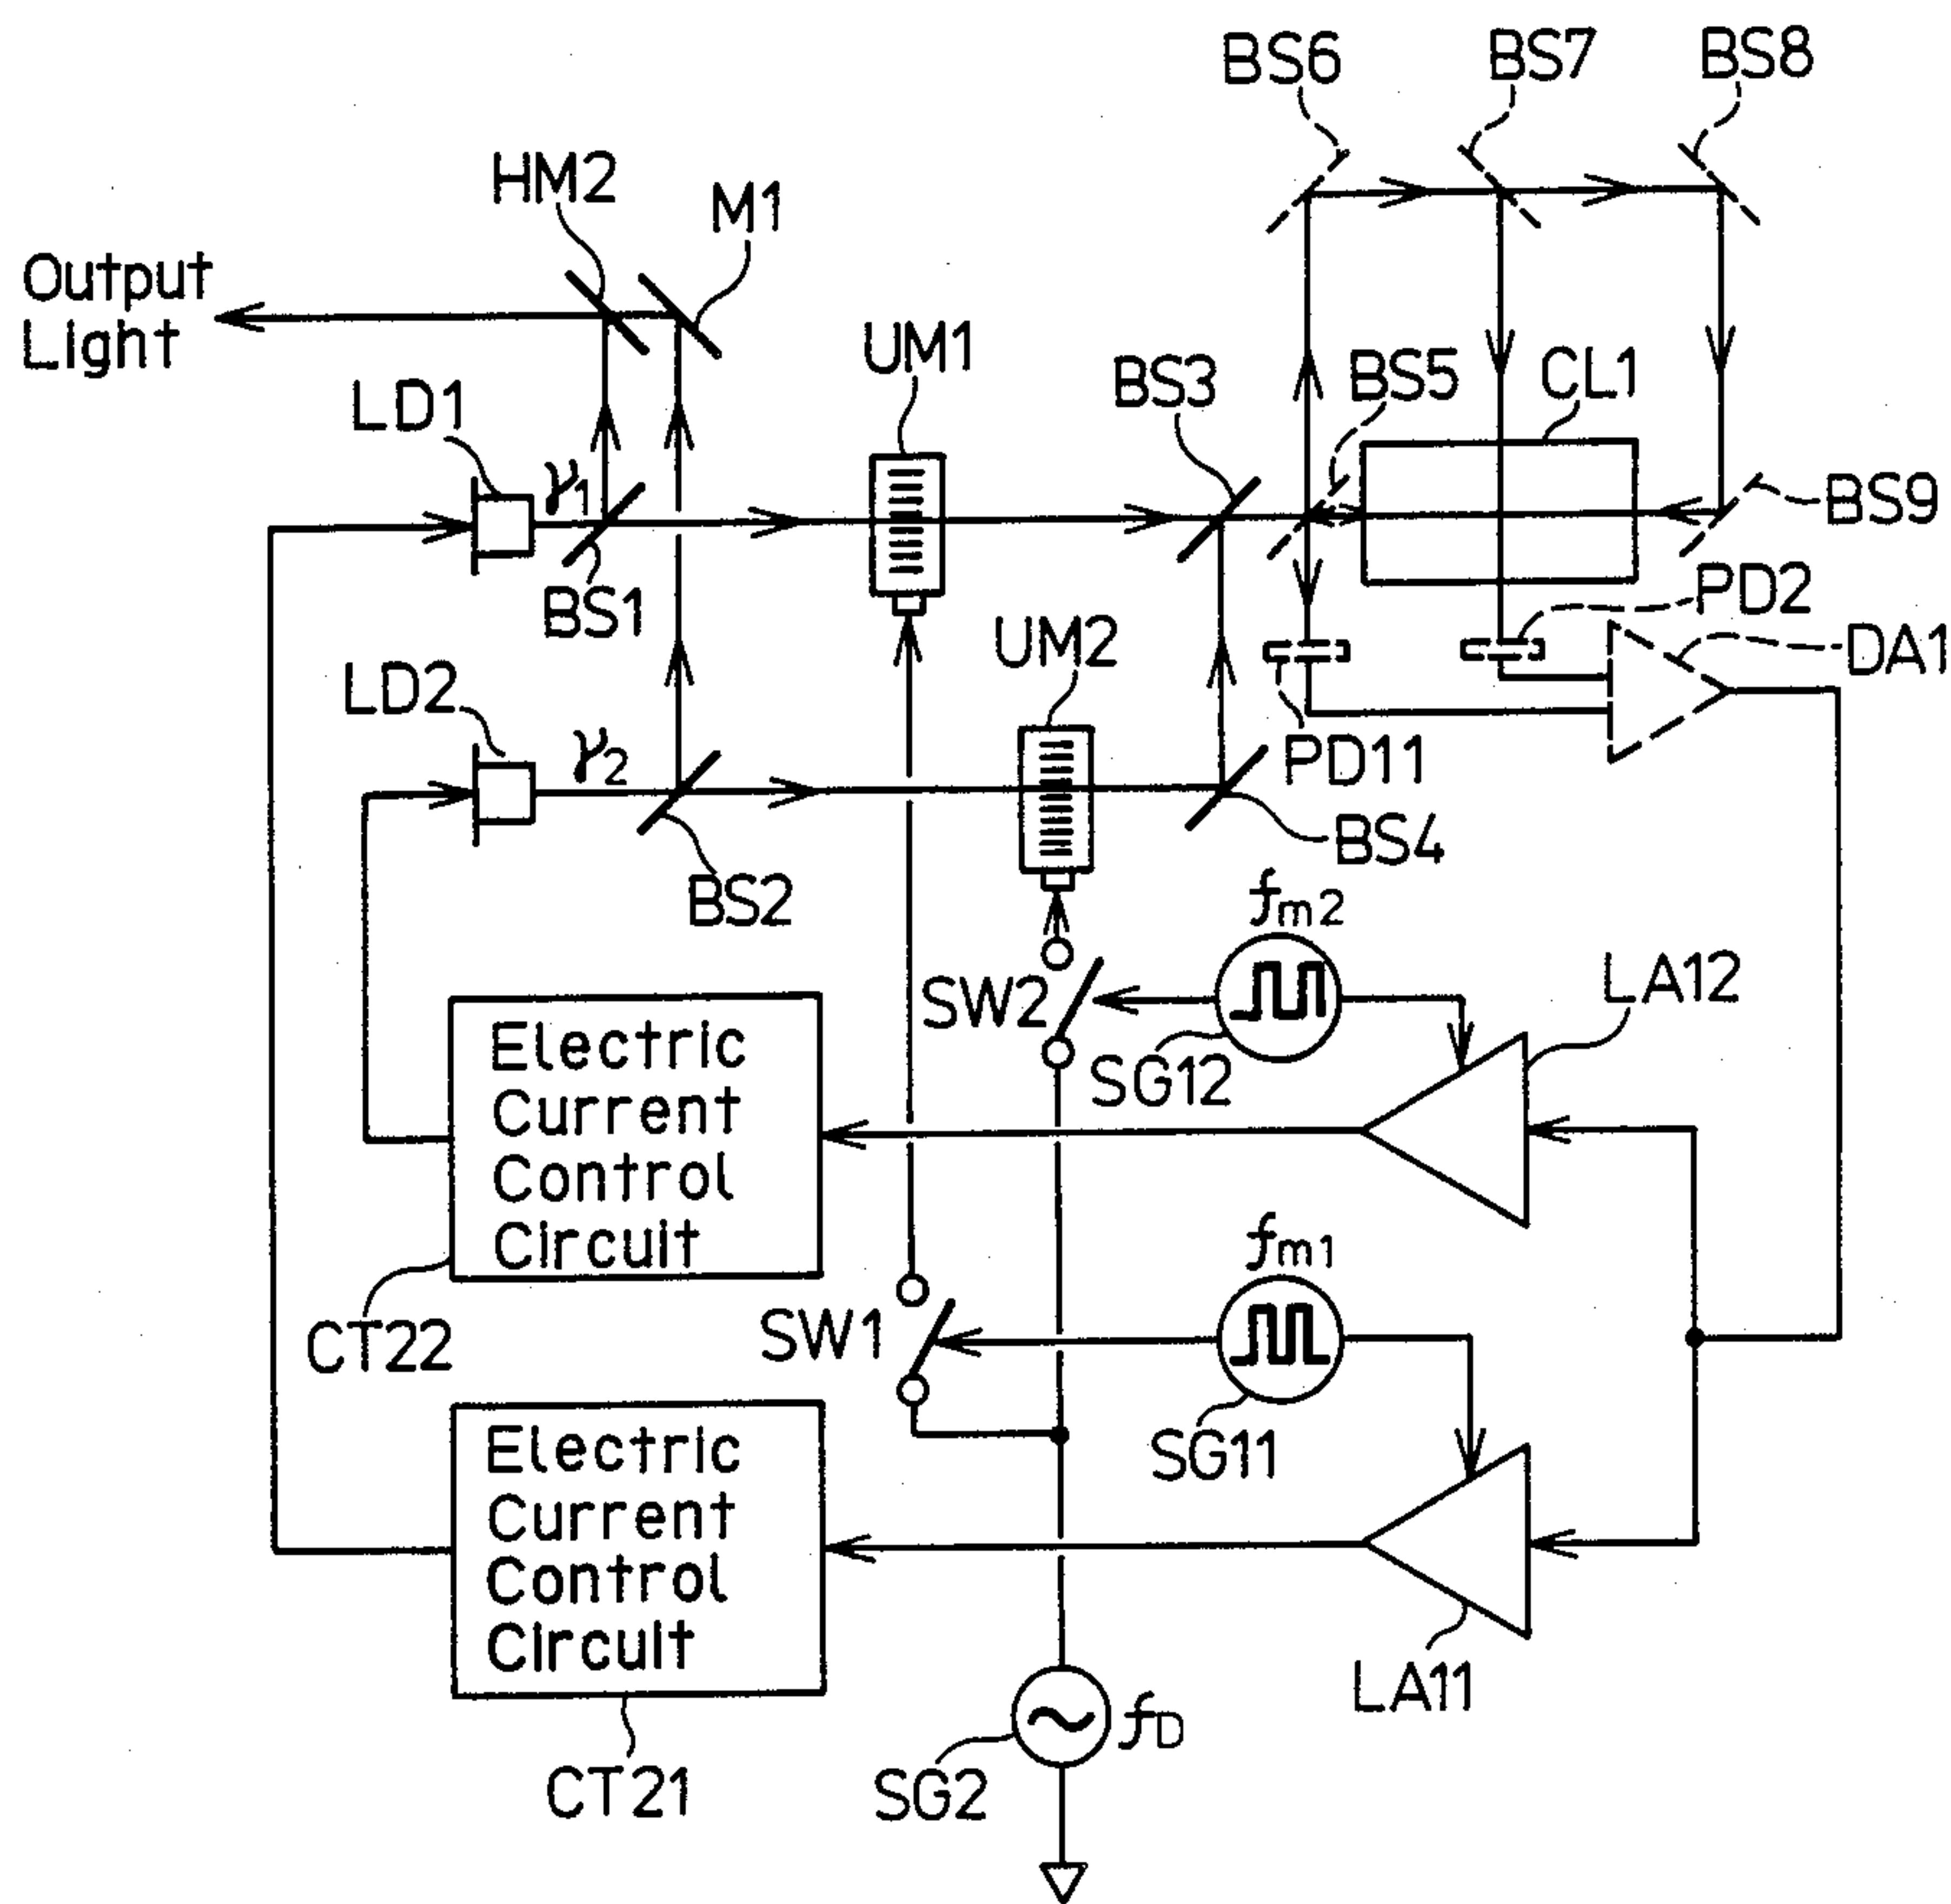 BS6
BS7
BS8
HM2
M1
Output
Light
UM1
BS3
BS5
CL1
LD1
γ1
BS9
BS1
PD2
UM2
DA1
LD2
γ2
PD11
BS4
BS2
fm2
LA12
SW2
SG12
Electric
Current
Control
Circuit
fm1
SW1
CT22
SG11
Electric
Current
Control
Circuit
LA11
fD
CT21
SG2